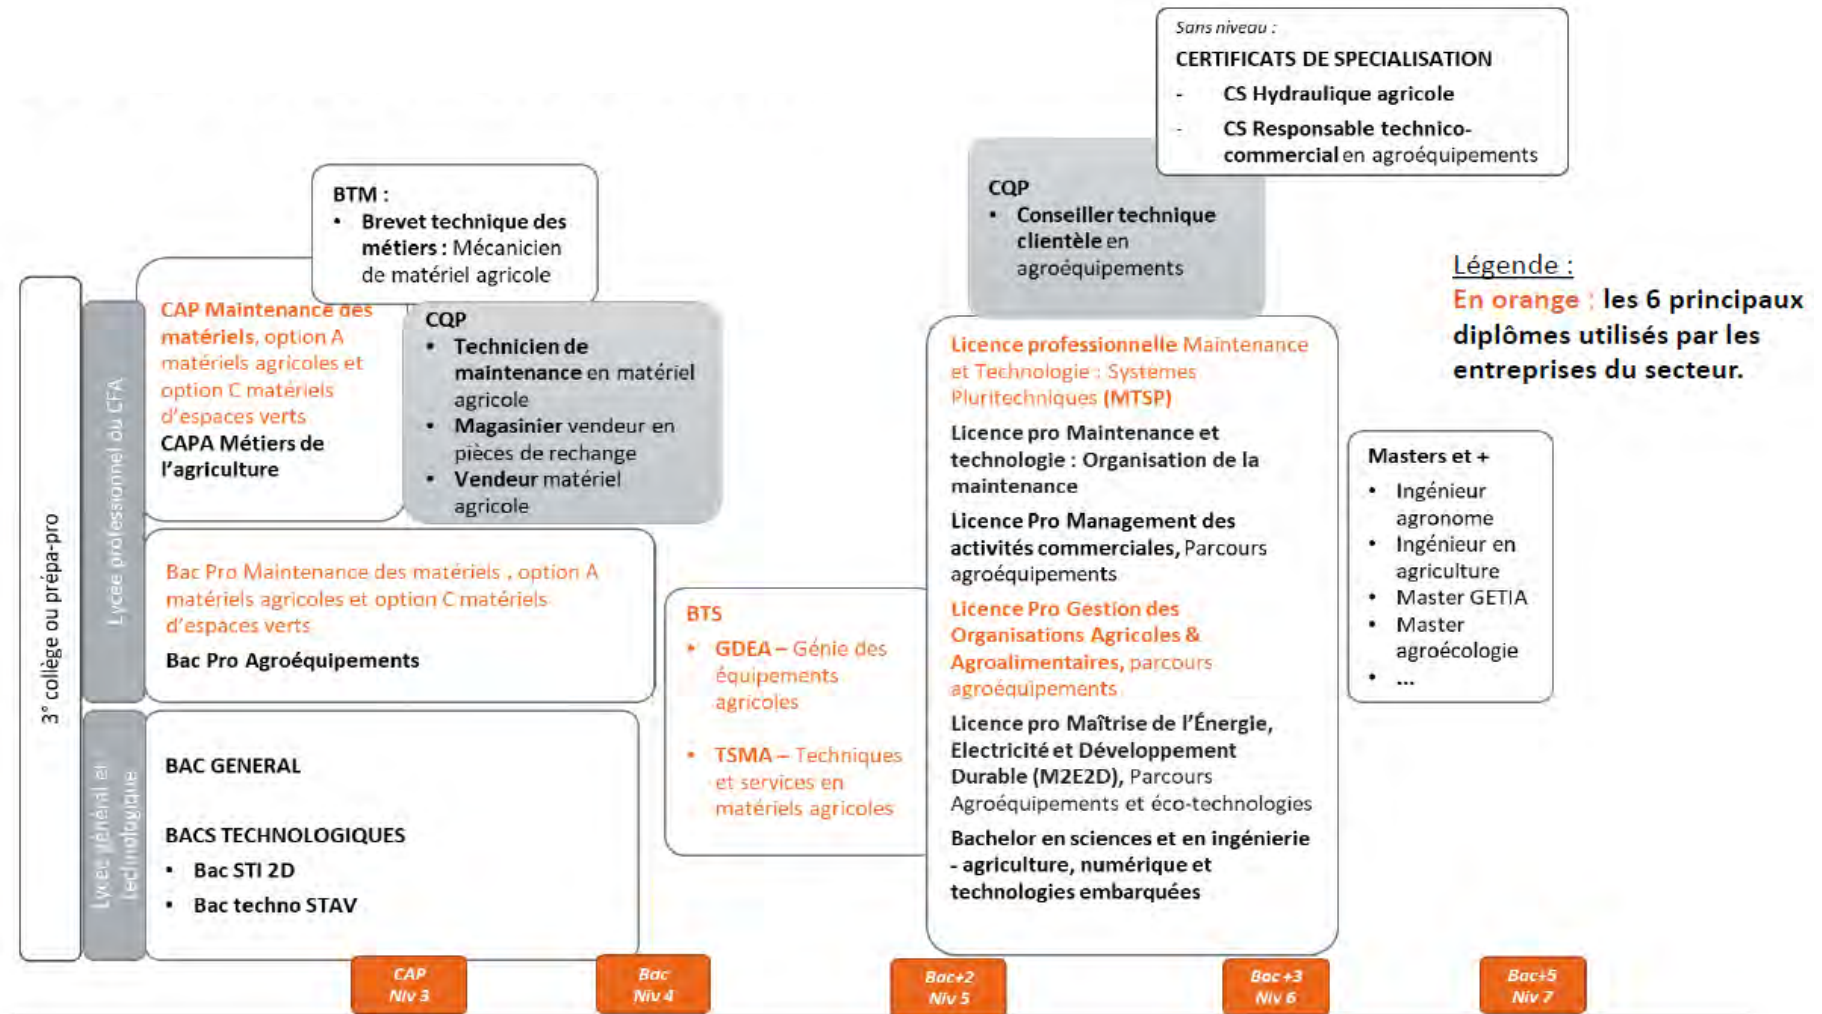 Sans niveau :
CERTIFICATS DE SPECIALISATION
- CS Hydraulique agricole
- CS Responsable technico-
commercial en agroéquipements
BTM :
• Brevet technique des
métiers : Mécanicien
de matériel agricole
CQP
• Conseiller technique
clientèle en
agroéquipements
Légende :
En orange : les 6 principaux
diplômes utilisés par les
entreprises du secteur.
3° collège ou prépa-pro
Lycée professionnel ou CFA
CAP Maintenance des
matériels, option A
matériels agricoles et
option C matériels
d'espaces verts
CAPA Métiers de
l'agriculture
CQP
• Technicien de
maintenance en matériel
agricole
• Magasinier vendeur en
pièces de rechange
• Vendeur matériel
agricole
Bac Pro Maintenance des matériels , option A
matériels agricoles et option C matériels
d'espaces verts
Bac Pro Agroéquipements
Lycée général et
technologique
BAC GENERAL
BACS TECHNOLOGIQUES
• Bac STI 2D
• Bac techno STAV
BTS
• GDEA – Génie des
équipements
agricoles
• TSMA – Techniques
et services en
matériels agricoles
Licence professionnelle Maintenance
et Technologie : Systèmes
Pluritechniques (MTSP)
Licence pro Maintenance et
technologie : Organisation de la
maintenance
Licence Pro Management des
activités commerciales, Parcours
agroéquipements
Licence Pro Gestion des
Organisations Agricoles &
Agroalimentaires, parcours
agroéquipements
Licence pro Maîtrise de l'Énergie,
Electricité et Développement
Durable (M2E2D), Parcours
Agroéquipements et éco-technologies
Bachelor en sciences et en ingénierie
- agriculture, numérique et
technologies embarquées
Masters et +
• Ingénieur
agronome
• Ingénieur en
agriculture
• Master GETIA
• Master
agroécologie
• ...
CAP
Niv 3
Bac
Niv 4
Bac+2
Niv 5
Bac +3
Niv 6
Bac+5
Niv 7